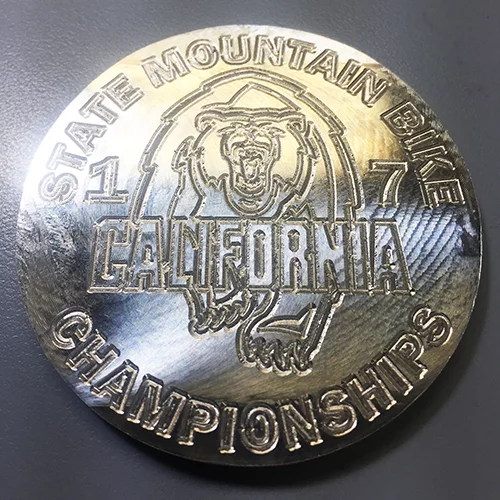 STATE MOUNTAIN BIKE
1 7
CALIFORNIA
CHAMPIONSHIPS